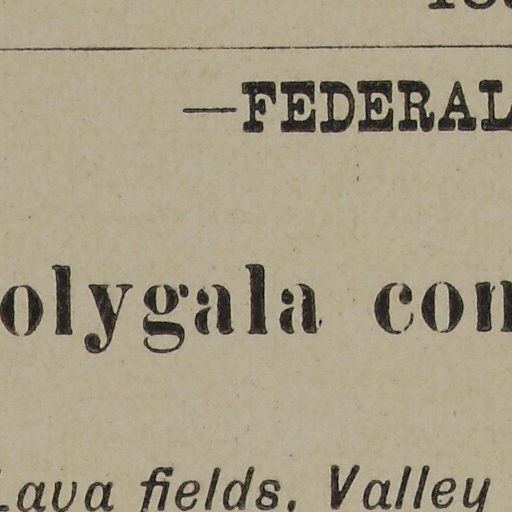 —FEDERAL
olygala con
Lava fields, Valley